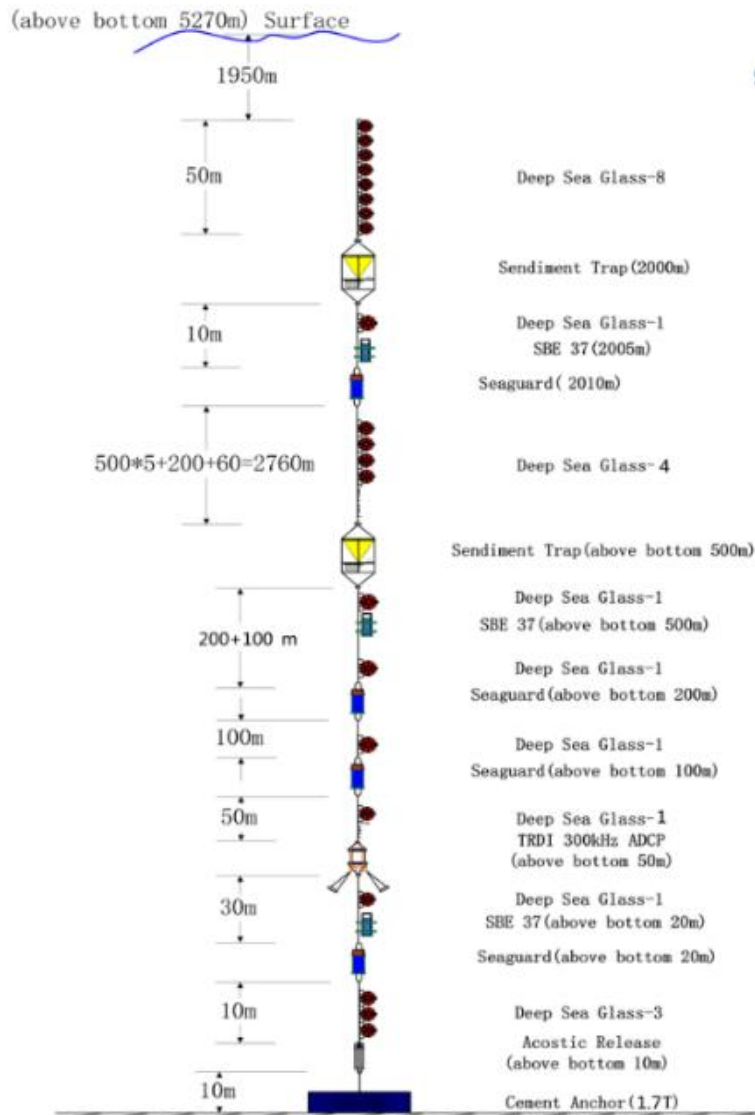 (above bottom 5270m) Surface
1950m
50m
Deep Sea Glass-8
Sendiment Trap(2000m)
10m
Deep Sea Glass-1
SBE 37(2005m)
Seaguard( 2010m)
500*5+200+60=2760m
Deep Sea Glass-4
Sendiment Trap(above bottom 500m)
Deep Sea Glass-1
SBE 37(above bottom 500m)
200+100 m
Deep Sea Glass-1
Seaguard(above bottom 200m)
100m
Deep Sea Glass-1
Seaguard(above bottom 100m)
50m
Deep Sea Glass-1
TRDI 300kHz ADCP
(above bottom 50m)
30m
Deep Sea Glass-1
SBE 37(above bottom 20m)
Seaguard(above bottom 20m)
10m
Deep Sea Glass-3
Acostic Release
(above bottom 10m)
10m
Cement Anchor(1.7T)